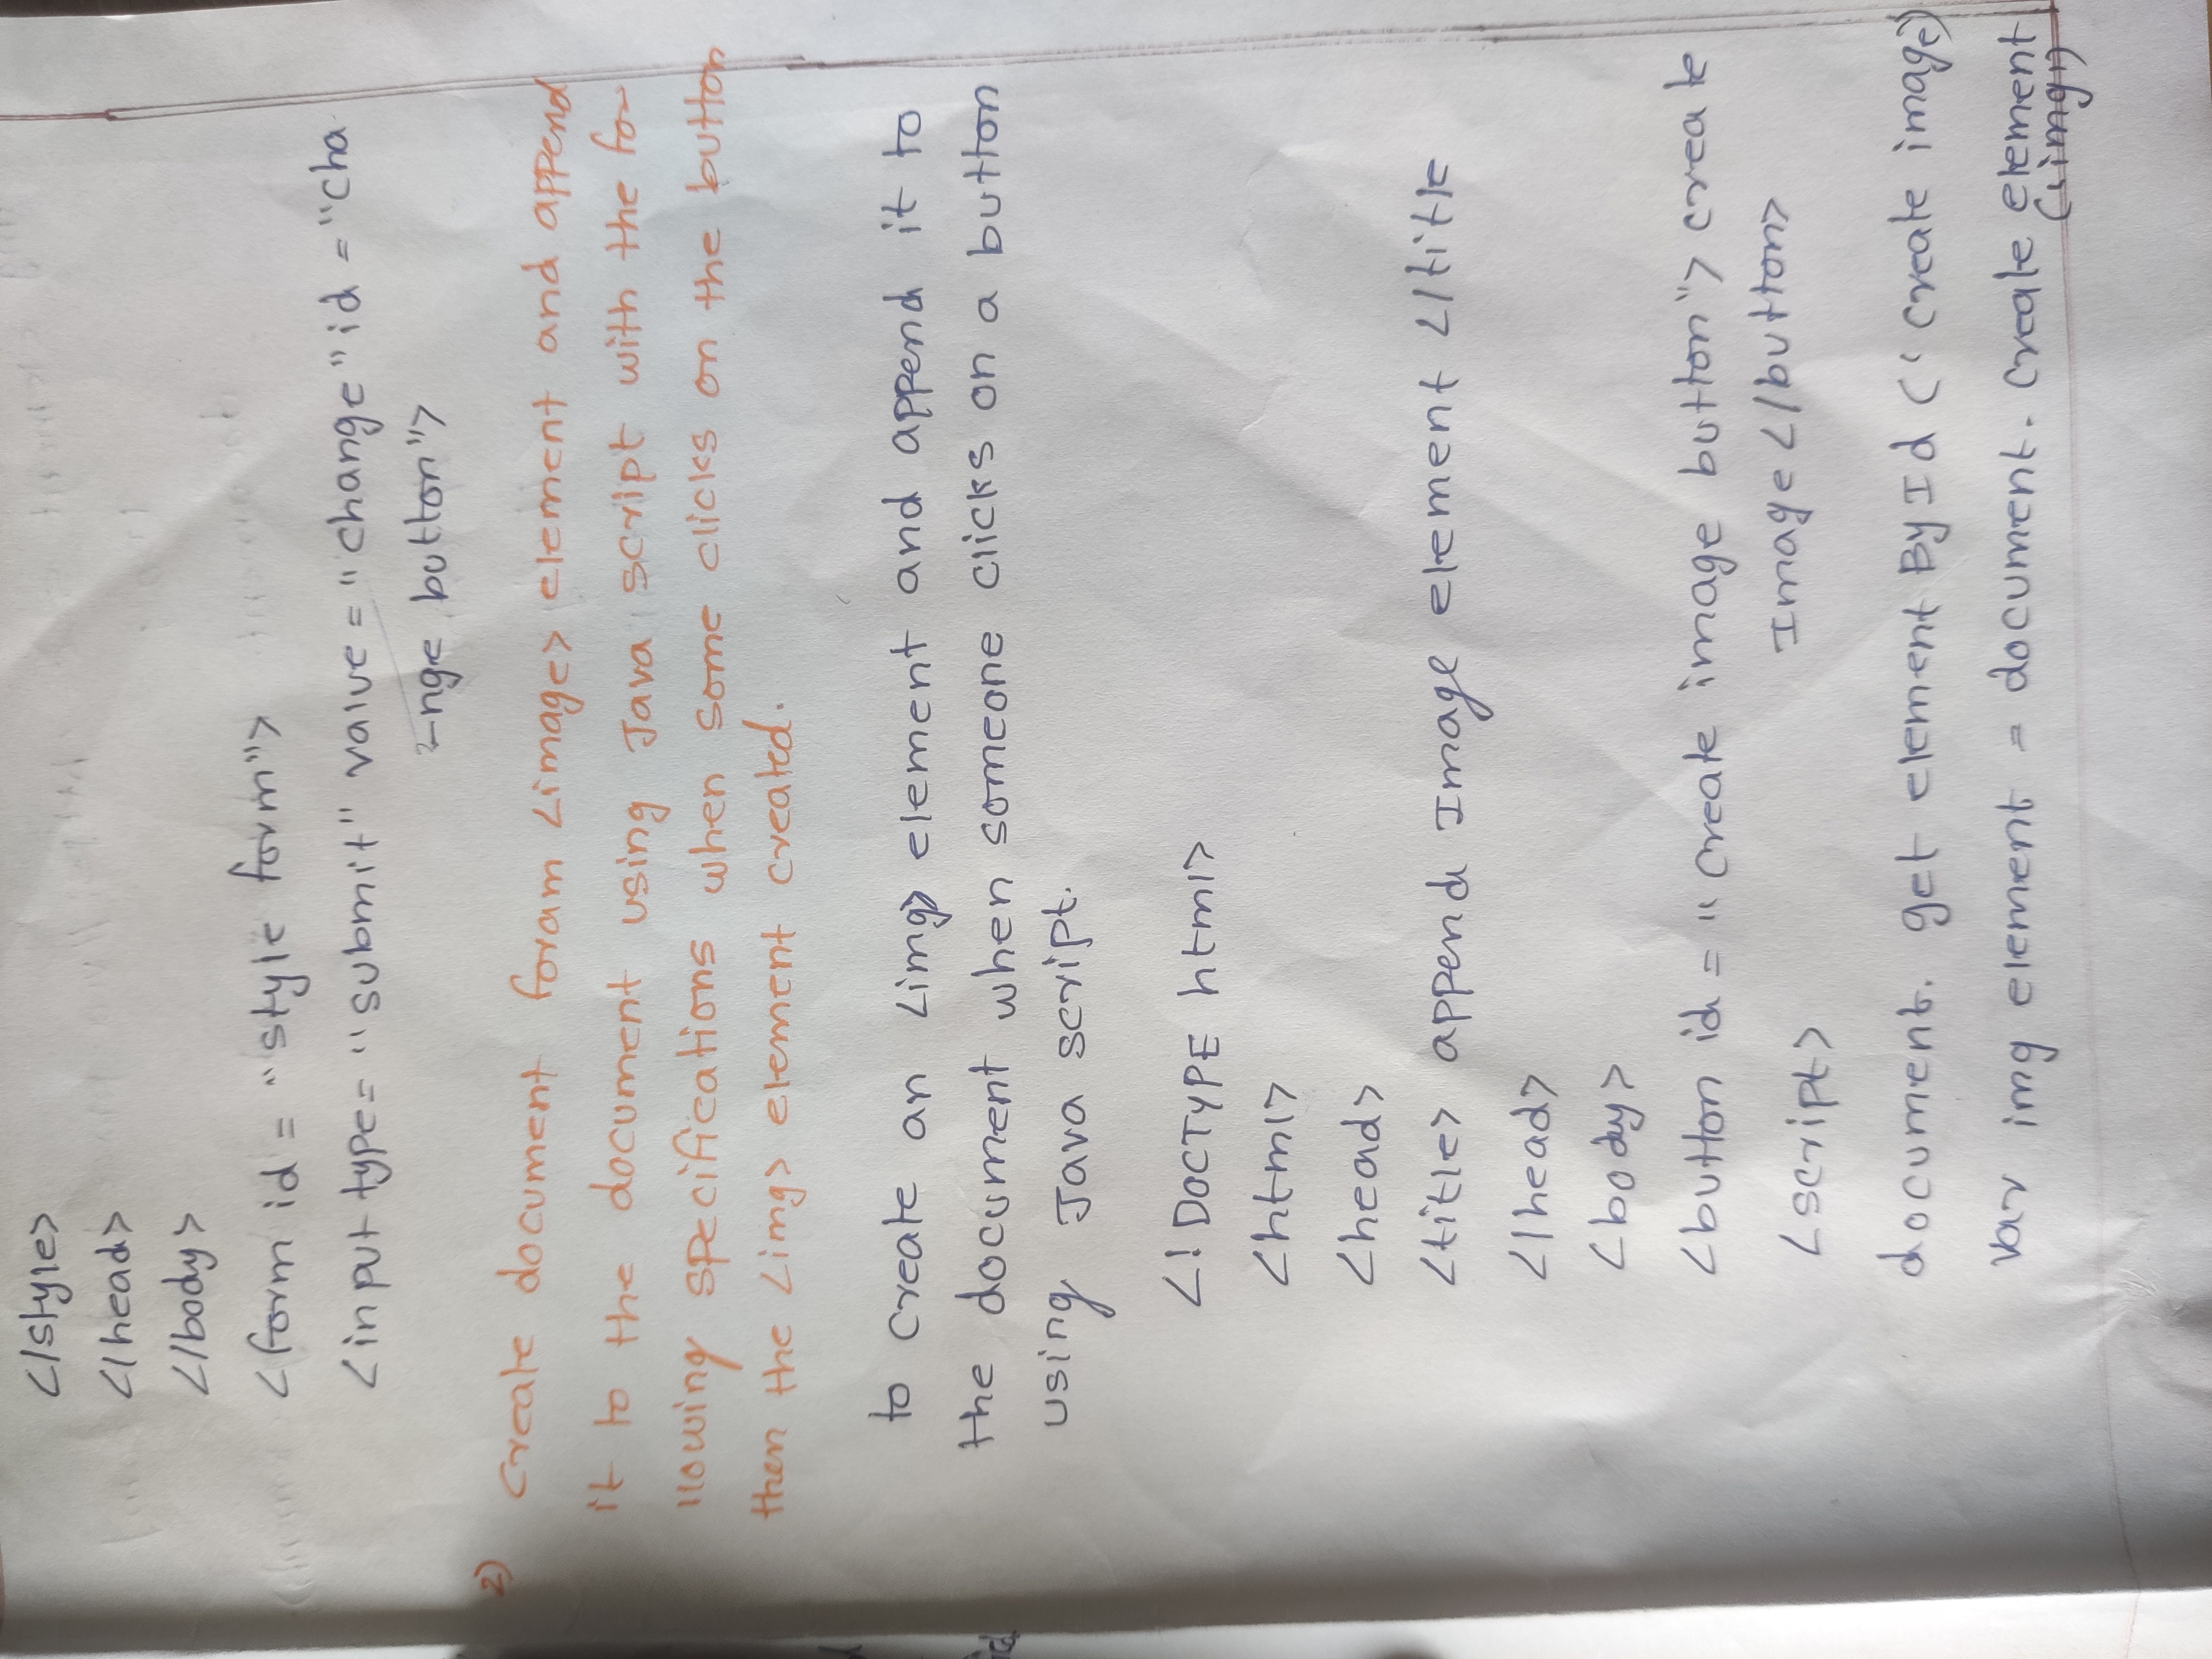 </style>
</head>
</body>
<form id = "style form">
<input type= "submit" value = "change" id = "cha
-nge button">
2)
Create document foram <image> element and append
it to the document using Java script with the fo-
llowing specifications when some clicks on the button
then the <img> element created.
to create an <img> element and append it to
the document when someone clicks on a button
using Java script.
<! DOCTYPE html>
<html>
<head>
<title> append Image element </title
</head>
<body>
<button id = "create image button"> create
Image </button>
<script>
document. get element By Id (' create image)
var img element = document. create element
('img')